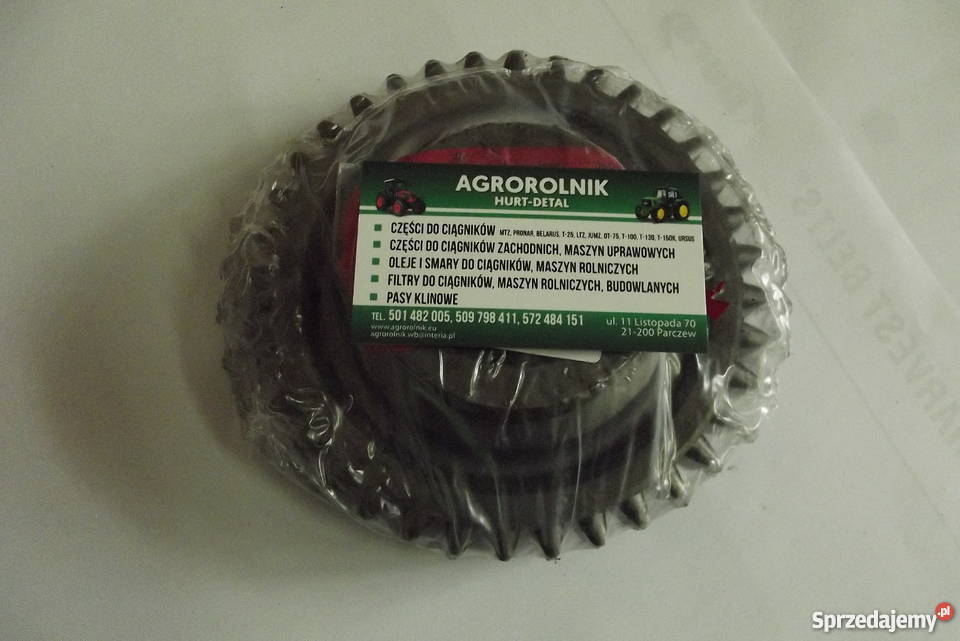 AGROROLNIK
HURT-DETAL
CZĘŚCI DO CIĄGNIKÓW MTZ, PRONAR, BELARUS, T-25, LTZ, JUMZ, DT-75, T-100, T-130, T-150K, URSUS
CZĘŚCI DO CIĄGNIKÓW ZACHODNICH, MASZYN UPRAWOWYCH
OLEJE I SMARY DO CIĄGNIKÓW, MASZYN ROLNICZYCH
FILTRY DO CIĄGNIKÓW, MASZYN ROLNICZYCH, BUDOWLANYCH
PASY KLINOWE
TEL. 501 482 005, 509 798 411, 572 484 151
ul. 11 Listopada 70
www.agrorolnik.eu
21-200 Parczew
agrorolnik.wb@interia.pl
HARVEST BELTS
Sprzedajemy.pl